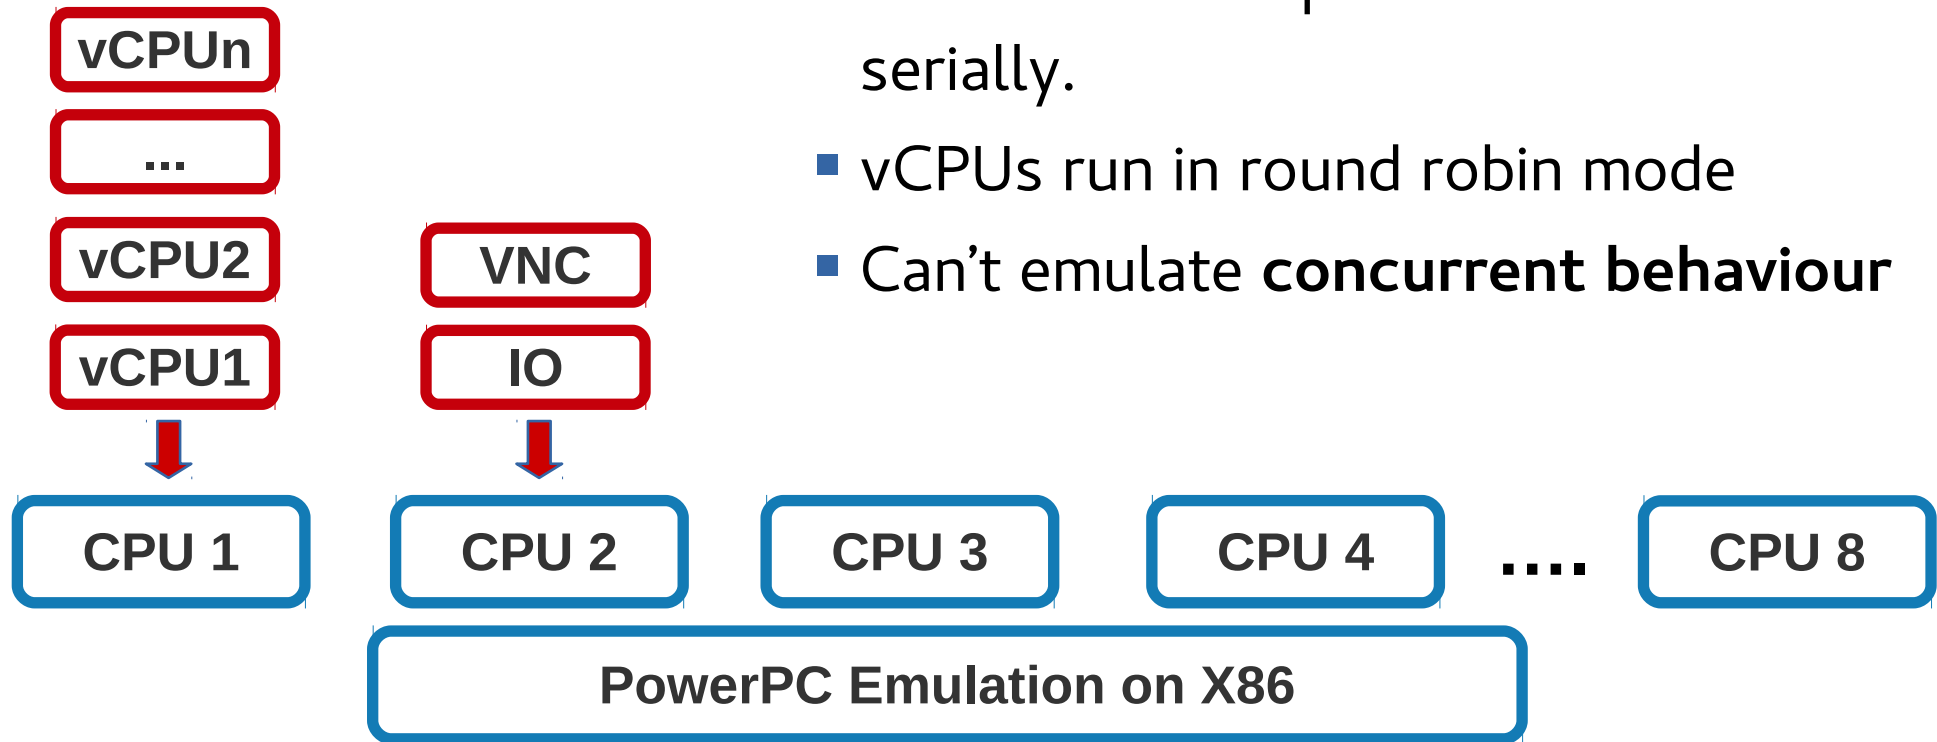 serially.
vCPUs run in round robin mode
Can't emulate concurrent behaviour
vCPUn
...
vCPU2
vCPU1
VNC
IO
CPU 1
CPU 2
CPU 3
CPU 4
....
CPU 8
PowerPC Emulation on X86